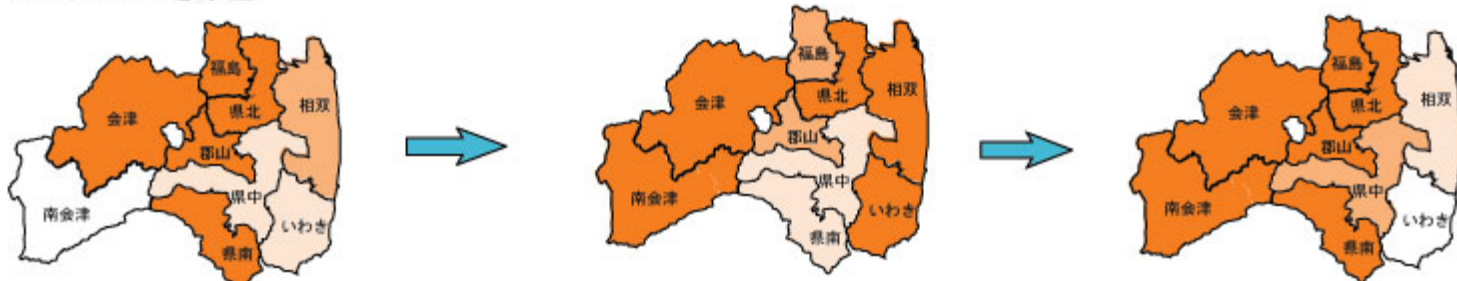 福島
県北
相双
会津
郡山
県中
南会津
いわき
県南
福島
県北
相双
会津
郡山
県中
南会津
いわき
県南
福島
相双
県北
会津
郡山
県中
南会津
いわき
県南